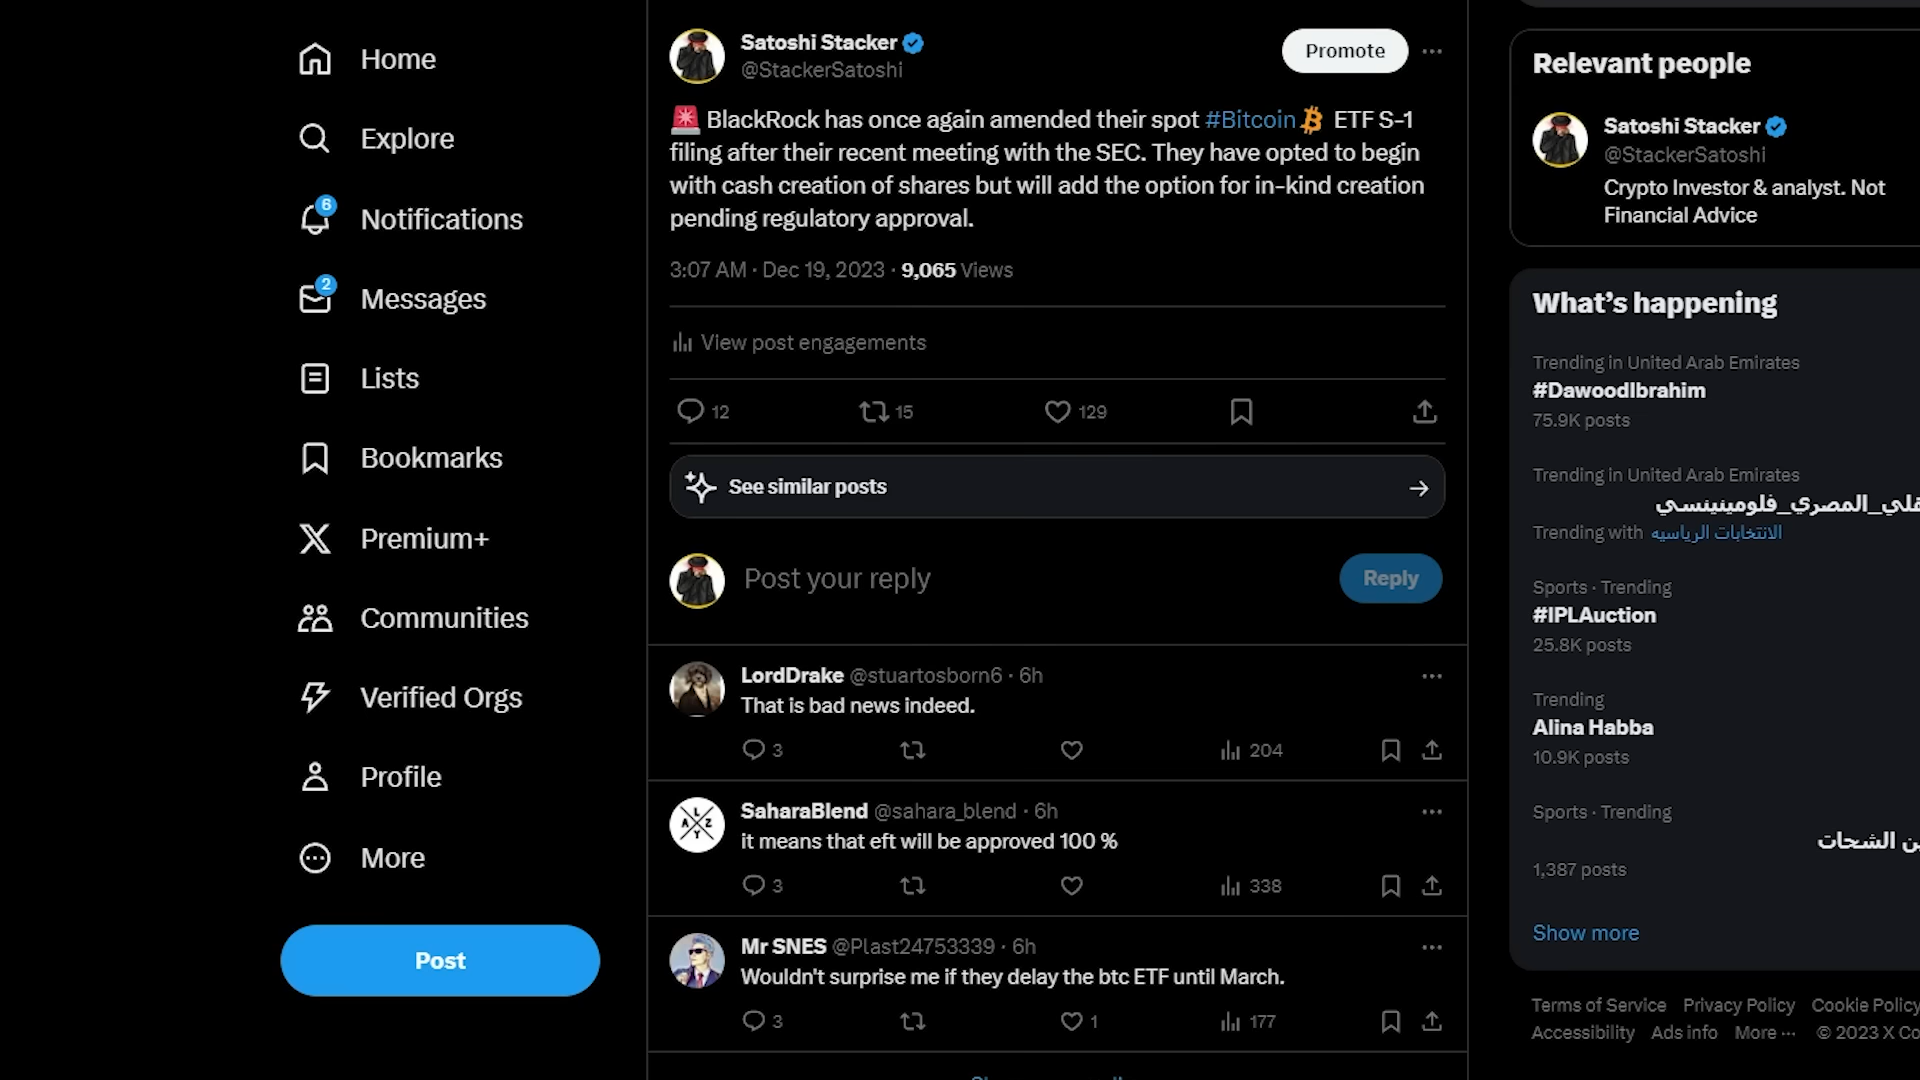 Home
Explore
6
Notifications
2
Messages
Lists
Bookmarks
Premium+
Communities
Verified Orgs
Profile
More
Post
Satoshi Stacker
@StackerSatoshi
Promote
BlackRock has once again amended their spot #Bitcoin ETF S-1
filing after their recent meeting with the SEC. They have opted to begin
with cash creation of shares but will add the option for in-kind creation
pending regulatory approval.
3:07 AM · Dec 19, 2023 · 9,065 Views
View post engagements
12 15 129
See similar posts
Post your reply
Reply
LordDrake @stuartosborn6 · 6h
That is bad news indeed.
3 204
L A Z Y
SaharaBlend @sahara_blend · 6h
it means that eft will be approved 100 %
3 338
Mr SNES @Plast24753339 · 6h
Wouldn't surprise me if they delay the btc ETF until March.
3 1 177
Relevant people
Satoshi Stacker
@StackerSatoshi
Crypto Investor & analyst. Not
Financial Advice
What's happening
Trending in United Arab Emirates
#DawoodIbrahim
75.9K posts
Trending in United Arab Emirates
المصري_فلومينينسي
Trending with الانتخابات الرياسيه
Sports · Trending
#IPLAuction
25.8K posts
Trending
Alina Habba
10.9K posts
Sports · Trending
الشحات
1,387 posts
Show more
Terms of Service Privacy Policy Cookie Policy
Accessibility Ads info More ··· © 2023 X Co